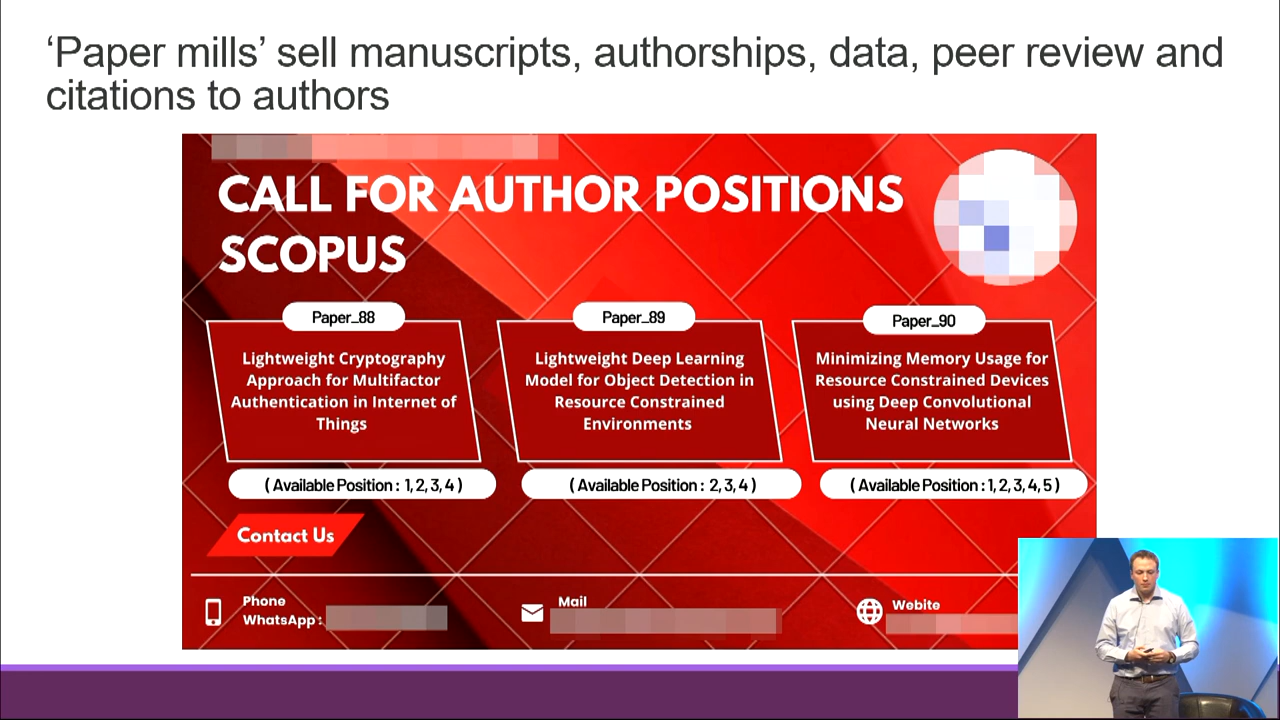 ‘Paper mills’ sell manuscripts, authorships, data, peer review and
citations to authors
CALL FOR AUTHOR POSITIONS
SCOPUS
Paper_88
Lightweight Cryptography
Approach for Multifactor
Authentication in Internet of
Things
( Available Position : 1, 2, 3, 4 )
Paper_89
Lightweight Deep Learning
Model for Object Detection in
Resource Constrained
Environments
( Available Position : 2, 3, 4 )
Paper_90
Minimizing Memory Usage for
Resource Constrained Devices
using Deep Convolutional
Neural Networks
( Available Position : 1, 2, 3, 4, 5 )
Contact Us
Phone
WhatsApp :
Mail
Webite